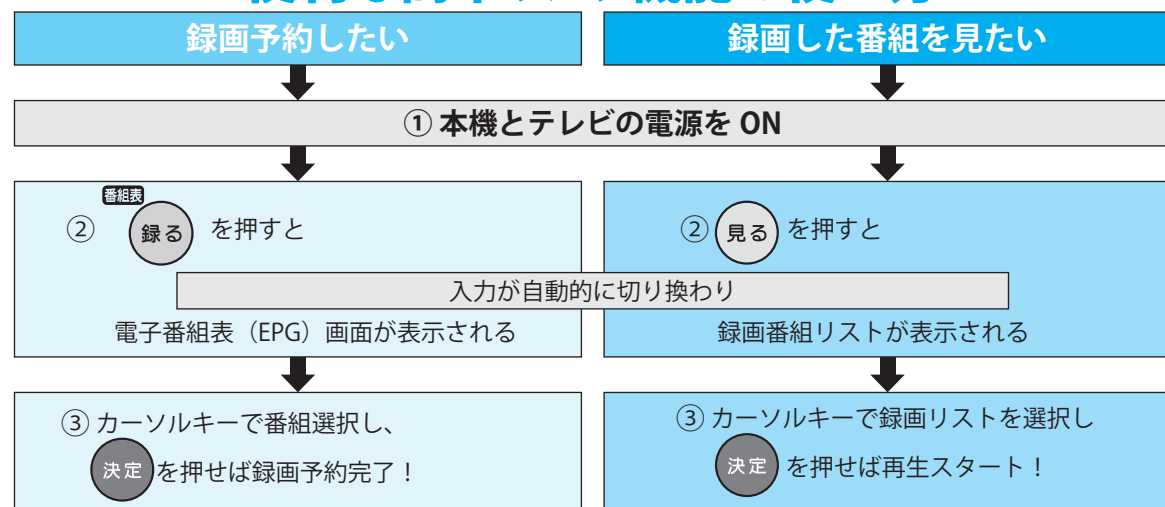 録画予約したい
録画した番組を見たい
① 本機とテレビの電源を ON
番組表
② 録る を押すと
② 見る を押すと
入力が自動的に切り換わり
電子番組表（EPG）画面が表示される
録画番組リストが表示される
③ カーソルキーで番組選択し、
決定 を押せば録画予約完了！
③ カーソルキーで録画リストを選択し
決定 を押せば再生スタート！